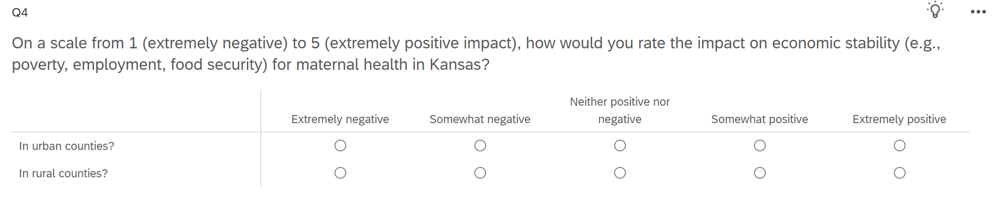 Q4
On a scale from 1 (extremely negative) to 5 (extremely positive impact), how would you rate the impact on economic stability (e.g.,
poverty, employment, food security) for maternal health in Kansas?
Extremely negative
Somewhat negative
Neither positive nor
negative
Somewhat positive
Extremely positive
In urban counties?
In rural counties?